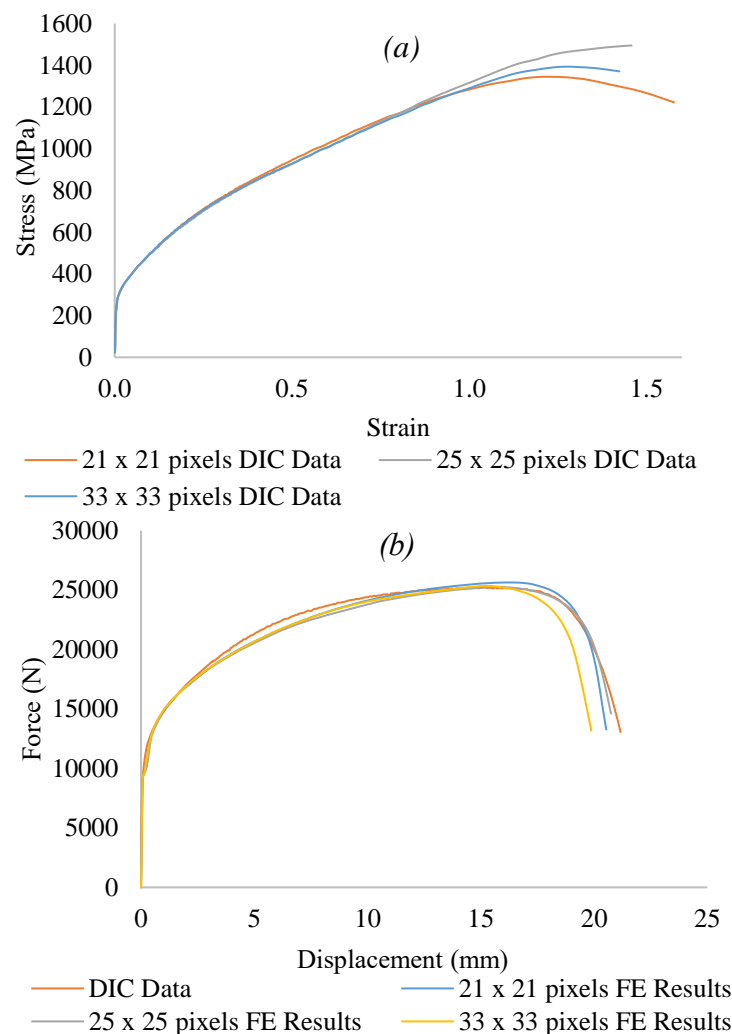 (a)
1600
1400
1200
1000
800
600
400
200
0
Stress (MPa)
0.0 0.5 1.0 1.5
Strain
21 x 21 pixels DIC Data 25 x 25 pixels DIC Data
33 x 33 pixels DIC Data
(b)
30000
25000
20000
15000
10000
5000
0
Force (N)
0 5 10 15 20 25
Displacement (mm)
DIC Data 21 x 21 pixels FE Results
25 x 25 pixels FE Results 33 x 33 pixels FE Results